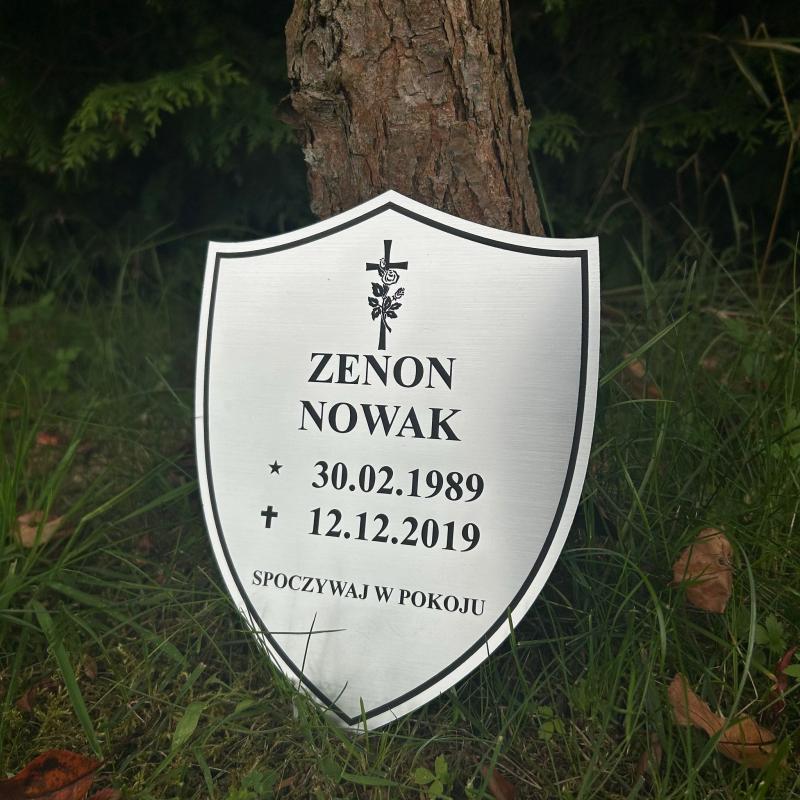 ZENON
NOWAK
★ 30.02.1989
✝ 12.12.2019
SPOCZYWAJ W POKOJU